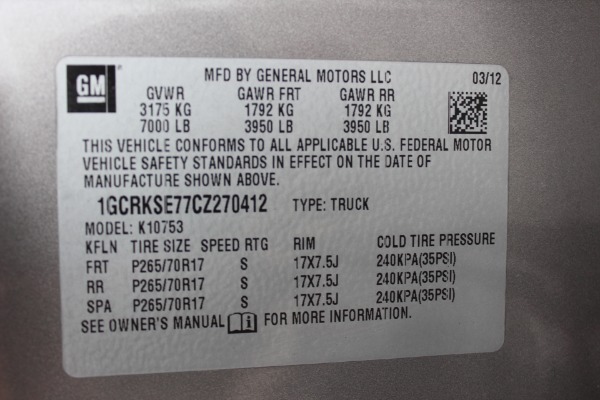 GM
MFD BY GENERAL MOTORS LLC 03/12
GVWR GAWR FRT GAWR RR
3175 KG 1792 KG 1792 KG
7000 LB 3950 LB 3950 LB
THIS VEHICLE CONFORMS TO ALL APPLICABLE U.S. FEDERAL MOTOR
VEHICLE SAFETY STANDARDS IN EFFECT ON THE DATE OF
MANUFACTURE SHOWN ABOVE.
1GCRKSE77CZ270412 TYPE: TRUCK
MODEL: K10753
KFLN TIRE SIZE SPEED RTG RIM COLD TIRE PRESSURE
FRT P265/70R17 S 17X7.5J 240KPA(35PSI)
RR P265/70R17 S 17X7.5J 240KPA(35PSI)
SPA P265/70R17 S 17X7.5J 240KPA(35PSI)
SEE OWNER'S MANUAL FOR MORE INFORMATION.